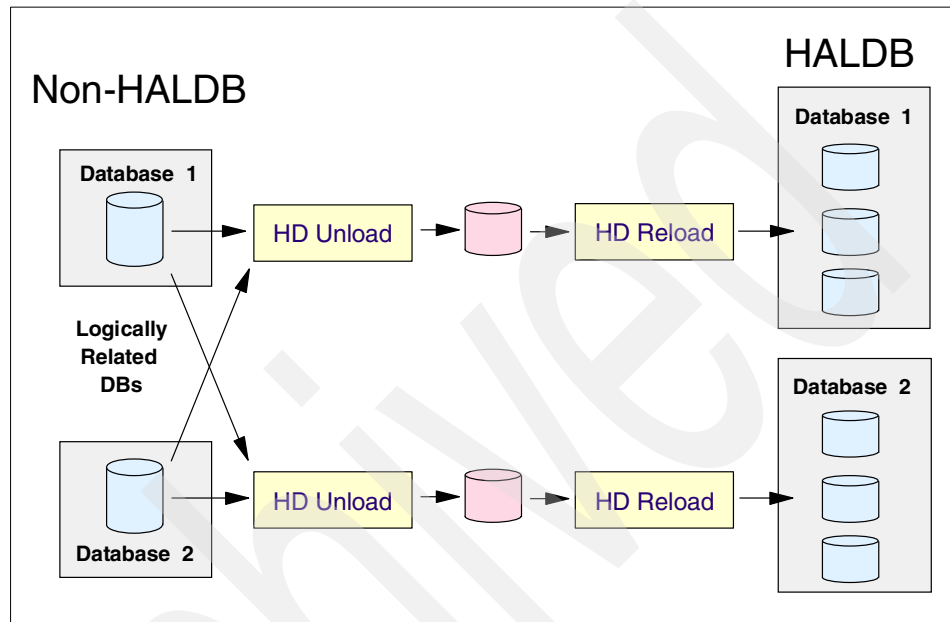 Non-HALDB
HALDB
Database 1
HD Unload
HD Reload
Database 1
Logically
Related
DBs
Database 2
HD Unload
HD Reload
Database 2